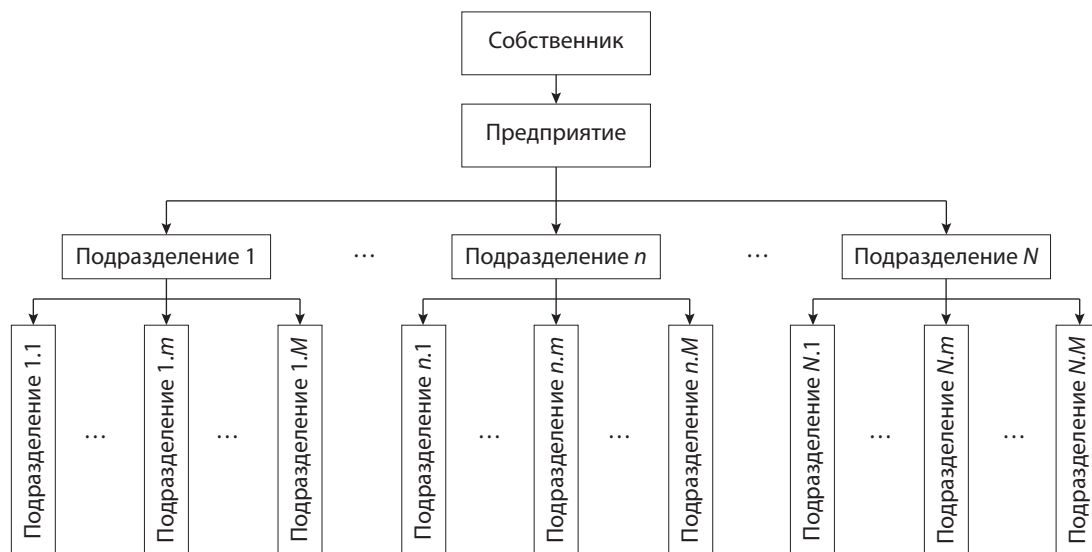 Собственник
Предприятие
Подразделение 1
...
Подразделение n
...
Подразделение N
Подразделение 1.1
...
Подразделение 1.m
...
Подразделение 1.M
Подразделение n.1
...
Подразделение n.m
...
Подразделение n.M
Подразделение N.1
...
Подразделение N.m
...
Подразделение N.M